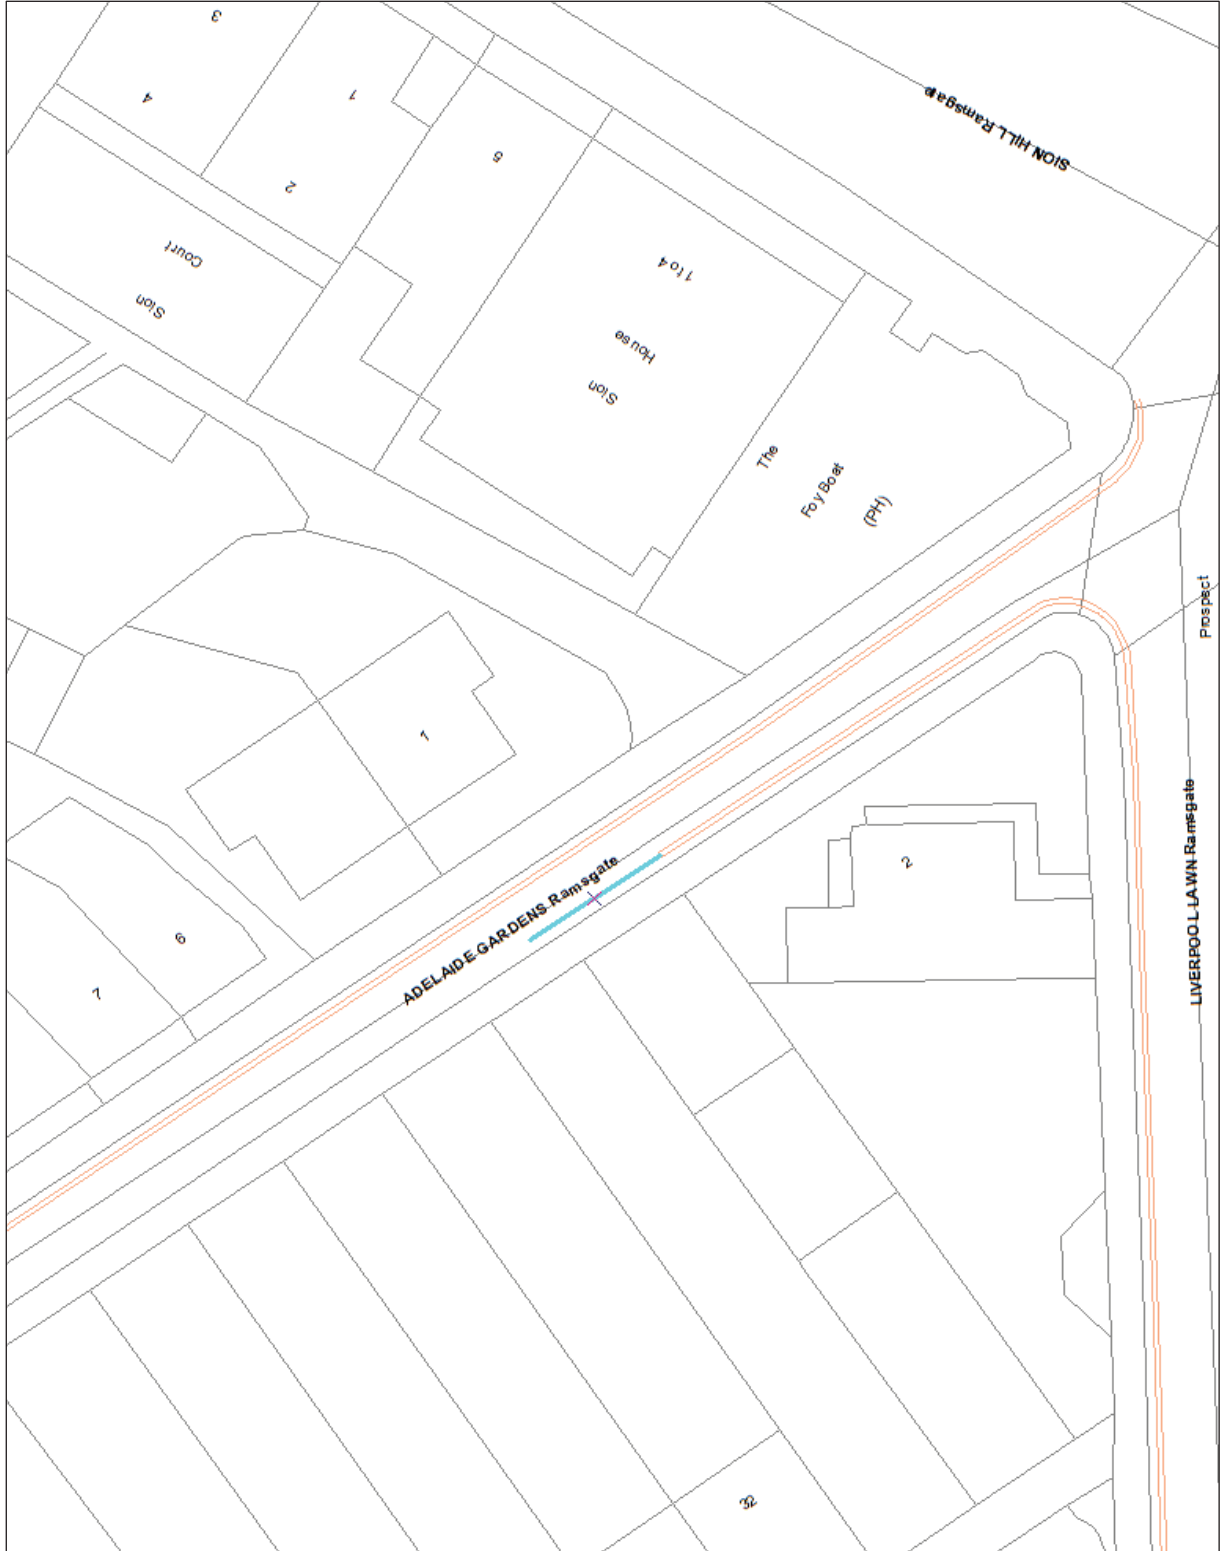 3
4
1
2
5
SION HILL Ramsgate
Court
Sion
1 to 4
House
Sion
The
Foy Boat
(PH)
Prospect
1
LIVERPOOL LAWN Ramsgate
2
ADELAIDE GARDENS Ramsgate
6
7
32